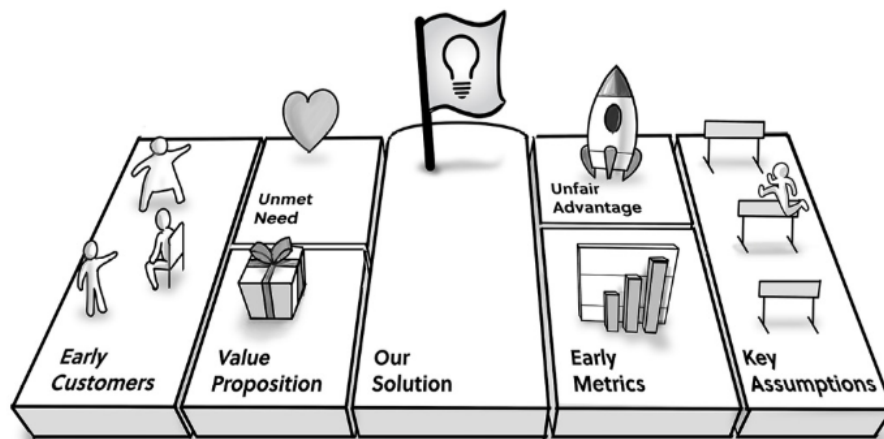 Unmet
Need
Unfair
Advantage
Early
Customers
Value
Proposition
Our
Solution
Early
Metrics
Key
Assumptions